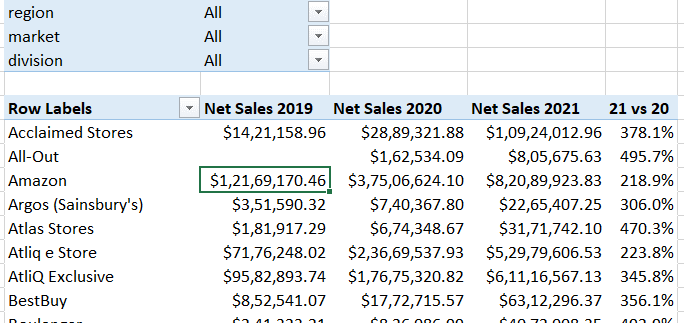 region All
market All
division All
Row Labels Net Sales 2019 Net Sales 2020 Net Sales 2021 21 vs 20
Acclaimed Stores $14,21,158.96 $28,89,321.88 $1,09,24,012.96 378.1%
All-Out $1,62,534.09 $8,05,675.63 495.7%
Amazon $1,21,69,170.46 $3,75,06,624.10 $8,20,89,923.83 218.9%
Argos (Sainsbury's) $3,51,590.32 $7,40,367.80 $22,65,407.25 306.0%
Atlas Stores $1,81,917.29 $6,74,348.67 $31,71,742.10 470.3%
Atliq e Store $71,76,248.02 $2,36,69,537.93 $5,29,79,606.53 223.8%
AtliQ Exclusive $95,82,893.74 $1,76,75,320.82 $6,11,16,567.13 345.8%
BestBuy $8,52,541.07 $17,72,715.57 $63,12,296.37 356.1%